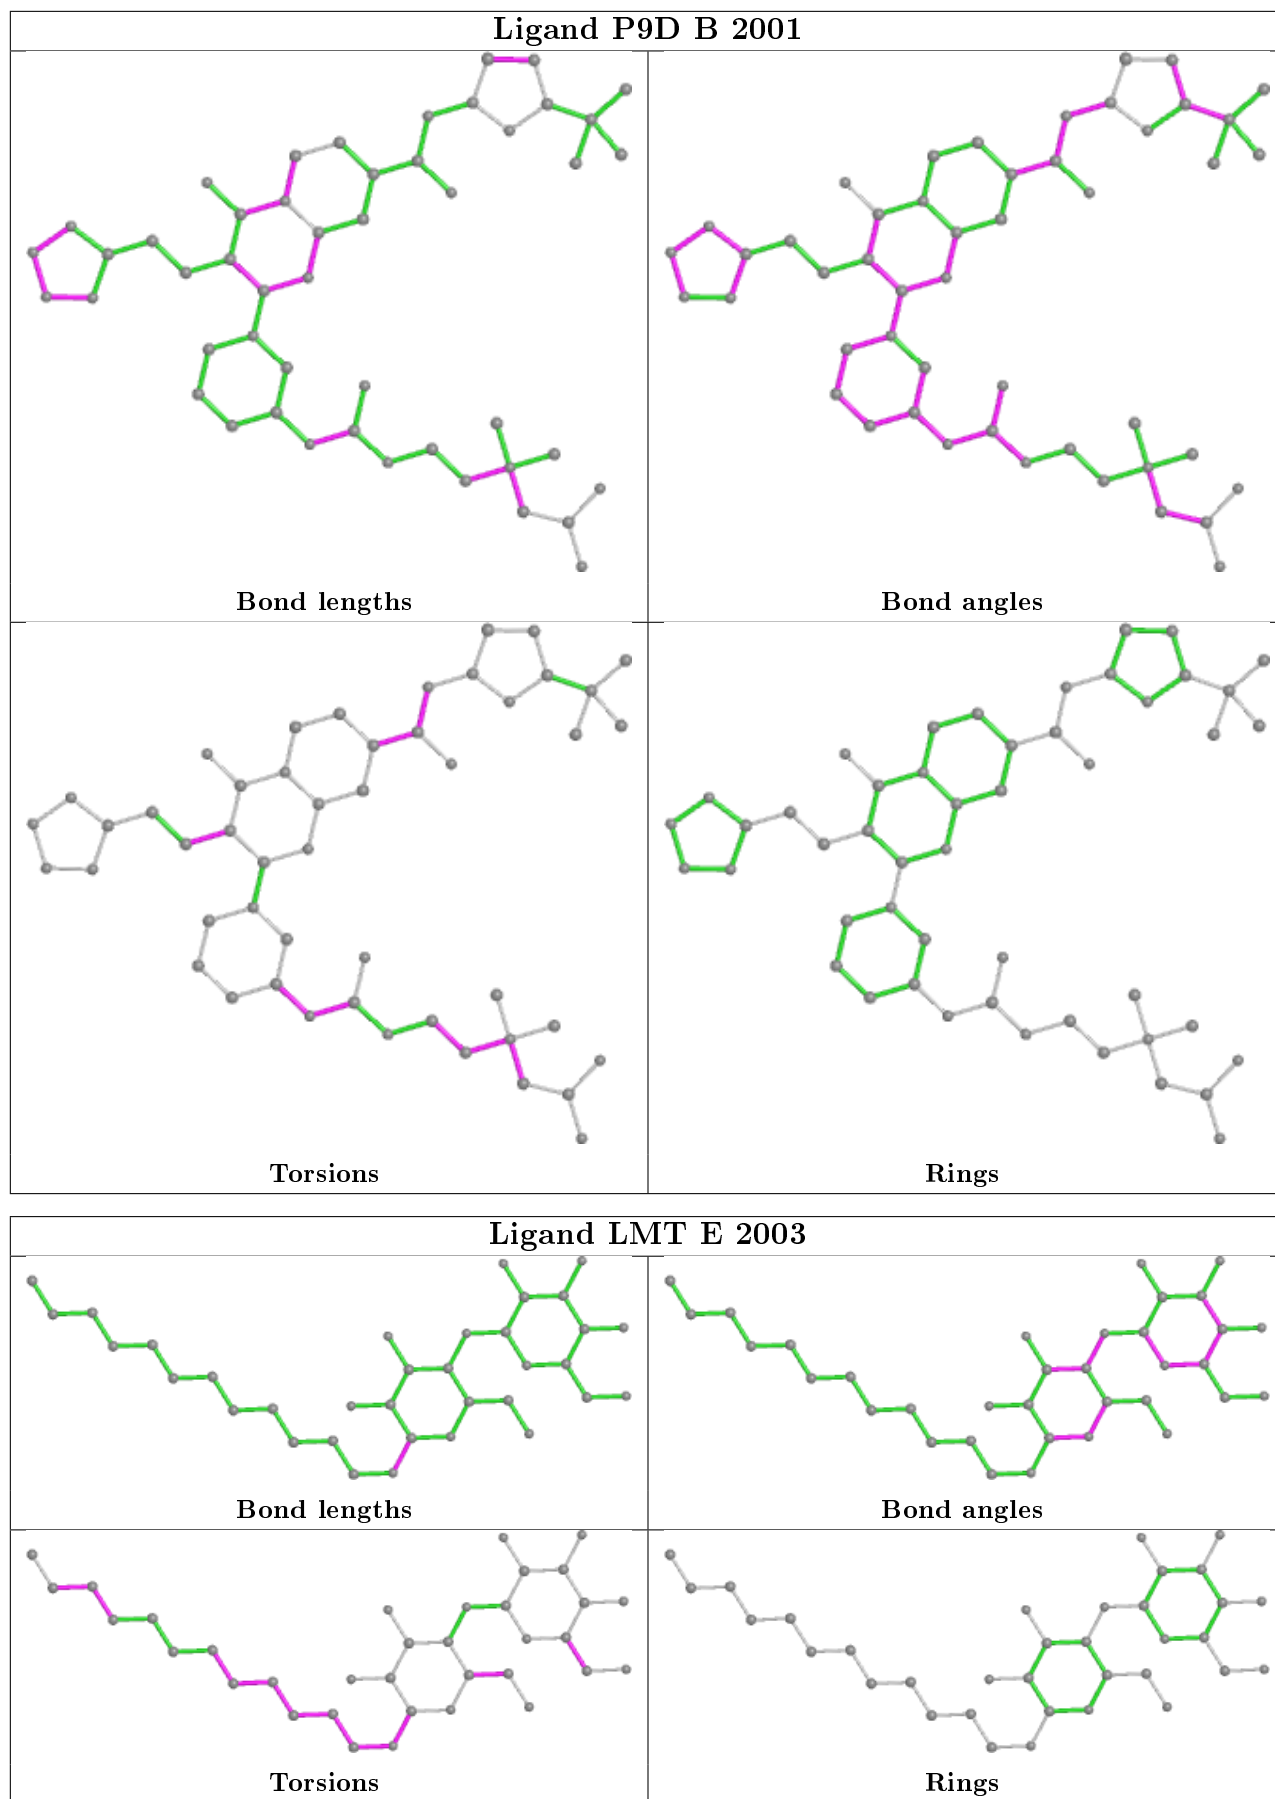 Ligand P9D B 2001
Bond lengths
Bond angles
Torsions
Rings
Ligand LMT E 2003
Bond lengths
Bond angles
Torsions
Rings